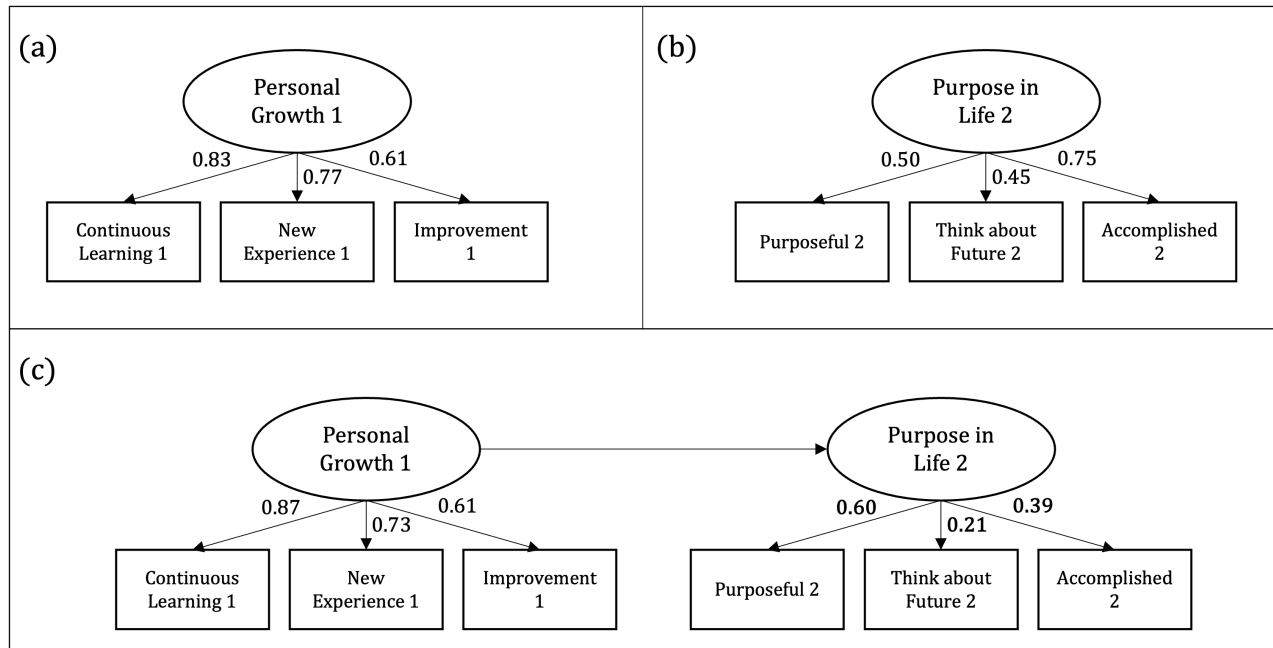 (a)
Personal
Growth 1
0.83
0.77
0.61
Continuous
Learning 1
New
Experience 1
Improvement
1
(b)
Purpose in
Life 2
0.50
0.45
0.75
Purposeful 2
Think about
Future 2
Accomplished
2
(c)
Personal
Growth 1
0.87
0.73
0.61
Continuous
Learning 1
New
Experience 1
Improvement
1
Purpose in
Life 2
0.60
0.21
0.39
Purposeful 2
Think about
Future 2
Accomplished
2